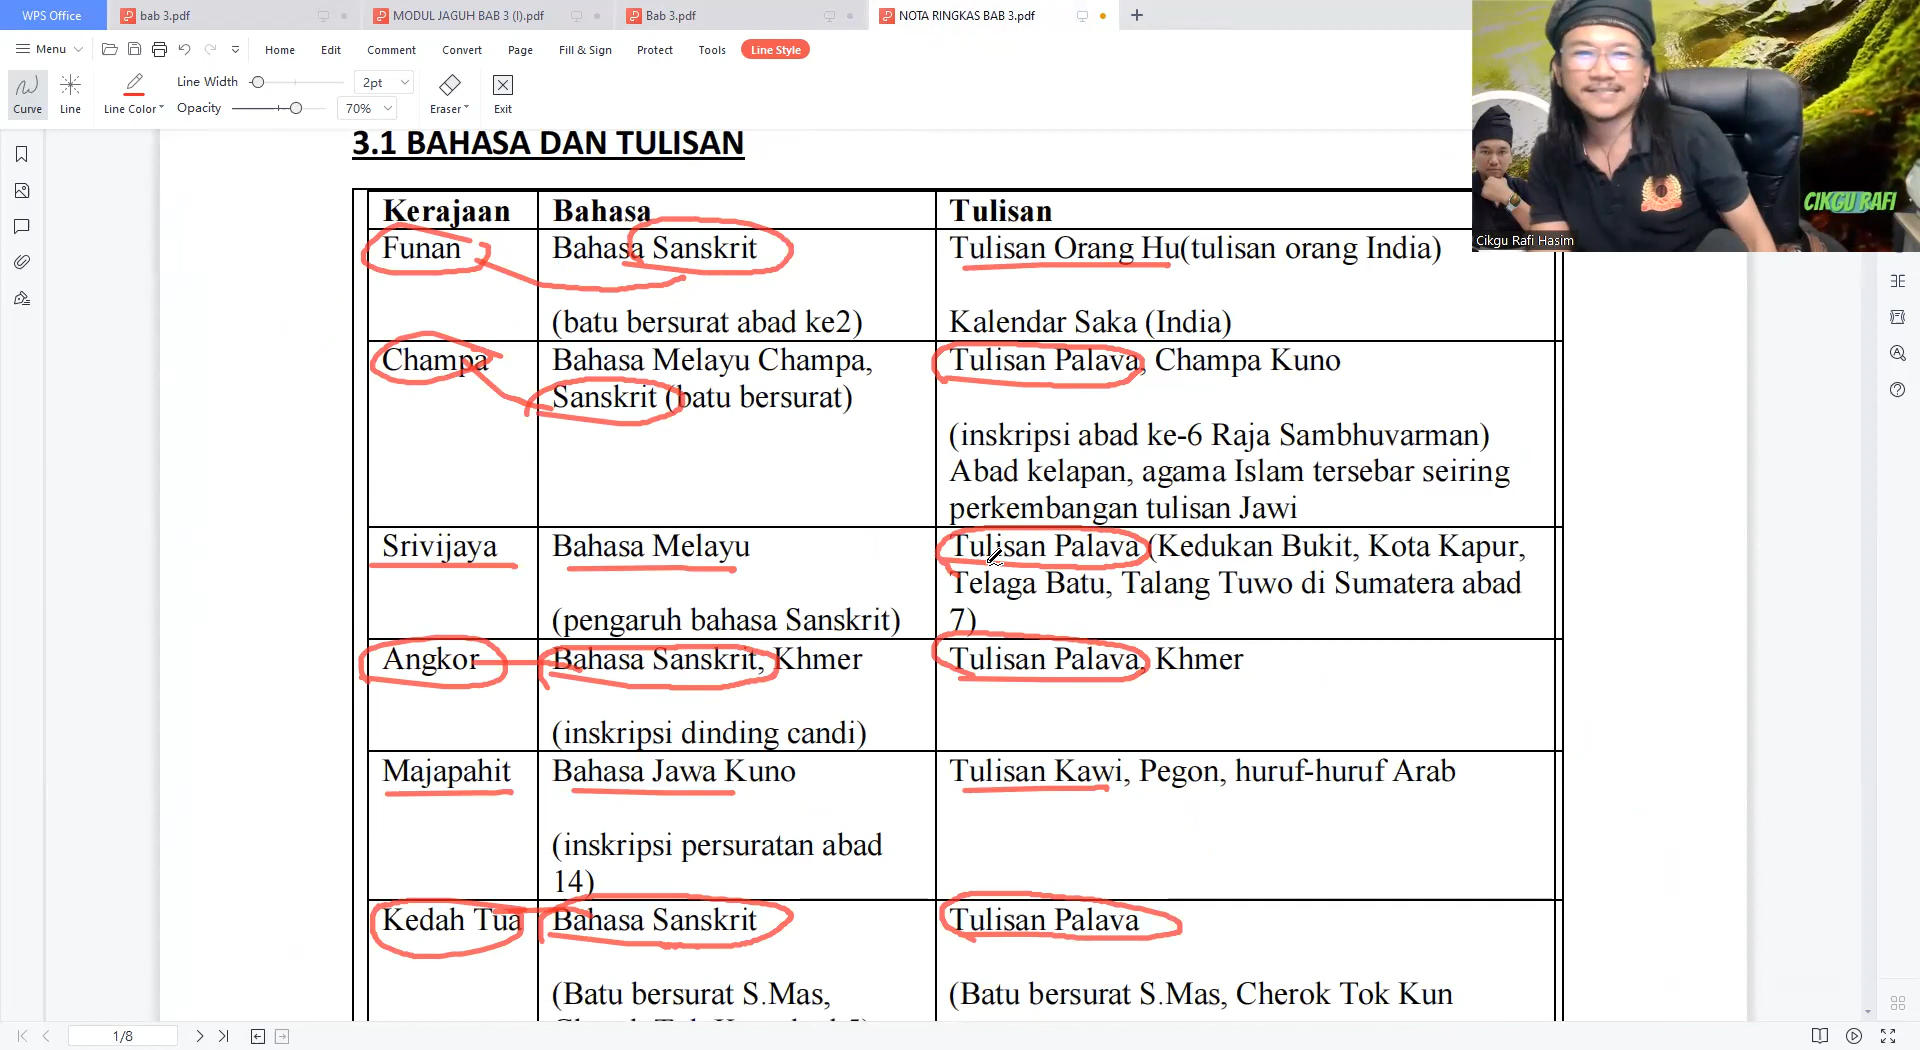 WPS Office
bab 3.pdf
MODUL JAGUH BAB 3 (I).pdf
Bab 3.pdf
NOTA RINGKAS BAB 3.pdf
Menu
Home
Edit
Comment
Convert
Page
Fill & Sign
Protect
Tools
Line Style
Curve
Line
Line Color
Line Width
2pt
Opacity
70%
Eraser
Exit
CIKGU RAFI
Cikgu Rafi Hasim
3.1 BAHASA DAN TULISAN
Kerajaan
Bahasa
Tulisan
Funan
Bahasa Sanskrit
(batu bersurat abad ke2)
Tulisan Orang Hu(tulisan orang India)
Kalendar Saka (India)
Champa
Bahasa Melayu Champa,
Sanskrit (batu bersurat)
Tulisan Palava, Champa Kuno
(inskripsi abad ke-6 Raja Sambhuvarman)
Abad kelapan, agama Islam tersebar seiring
perkembangan tulisan Jawi
Srivijaya
Bahasa Melayu
(pengaruh bahasa Sanskrit)
Tulisan Palava (Kedukan Bukit, Kota Kapur,
Telaga Batu, Talang Tuwo di Sumatera abad
7)
Angkor
Bahasa Sanskrit, Khmer
(inskripsi dinding candi)
Tulisan Palava, Khmer
Majapahit
Bahasa Jawa Kuno
(inskripsi persuratan abad
14)
Tulisan Kawi, Pegon, huruf-huruf Arab
Kedah Tua
Bahasa Sanskrit
(Batu bersurat S.Mas,
Tulisan Palava
(Batu bersurat S.Mas, Cherok Tok Kun
1/8